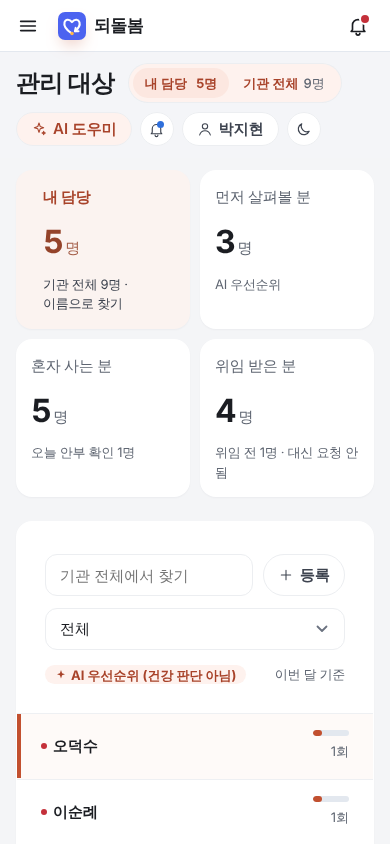 되돌봄
관리 대상
내 담당 5명 기관 전체 9명
AI 도우미
박지현
내 담당
5명
기관 전체 9명 ·
이름으로 찾기
먼저 살펴볼 분
3명
AI 우선순위
혼자 사는 분
5명
오늘 안부 확인 1명
위임 받은 분
4명
위임 전 1명 · 대신 요청 안
됨
기관 전체에서 찾기
등록
전체
AI 우선순위 (건강 판단 아님) 이번 달 기준
오덕수
1회
이순례
1회